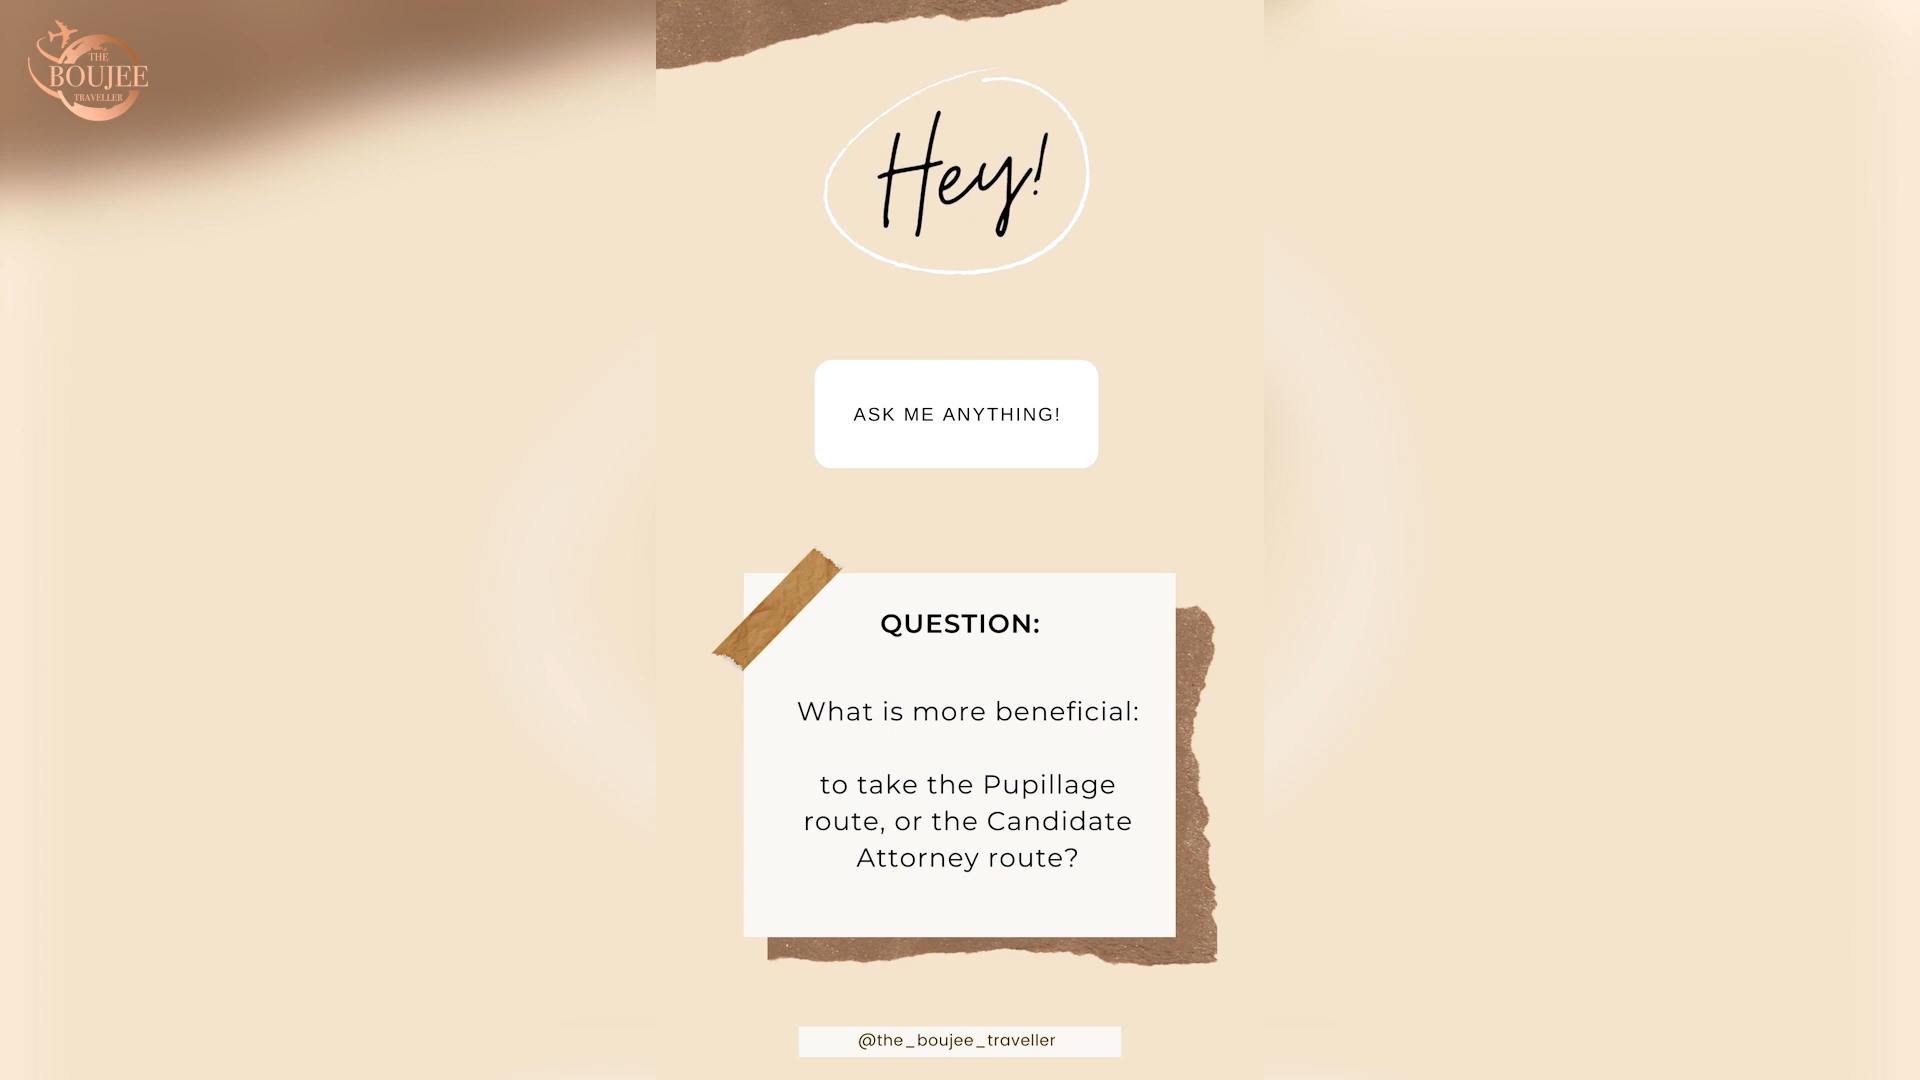 THE
BOUJEE
TRAVELLER
Hey!
ASK ME ANYTHING!
QUESTION:
What is more beneficial:
to take the Pupillage
route, or the Candidate
Attorney route?
@the_boujee_traveller